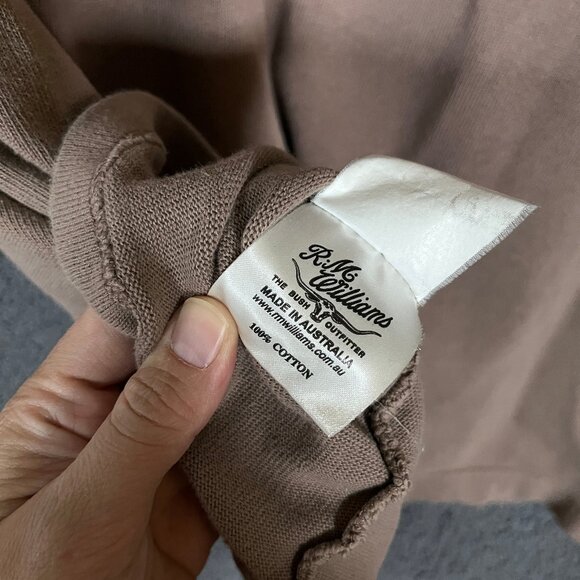 R.M.
Williams
THE BUSH OUTFITTER
MADE IN AUSTRALIA
www.rmwilliams.com.au
100% COTTON